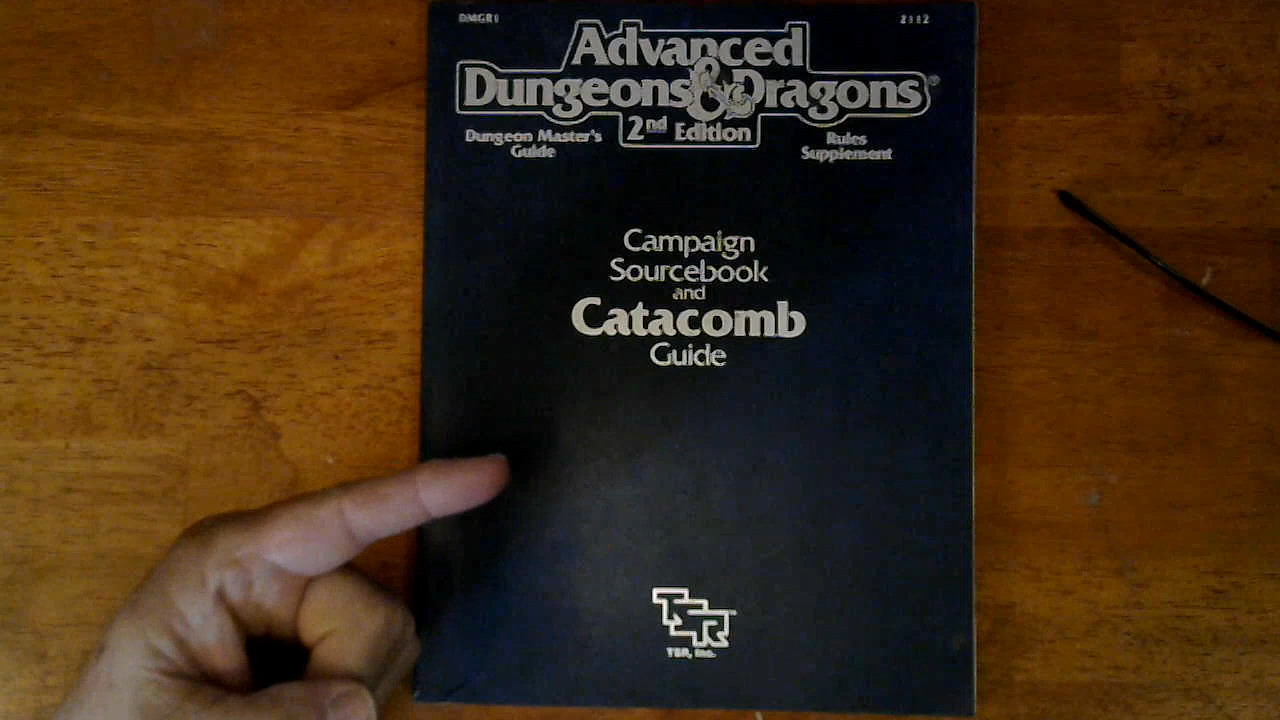 DMGR1
2112
Advanced
Dungeons & Dragons®
2nd Edition
Dungeon Master's
Guide
Rules
Supplement
Campaign
Sourcebook
and
Catacomb
Guide
TSR™
TSR, Inc.